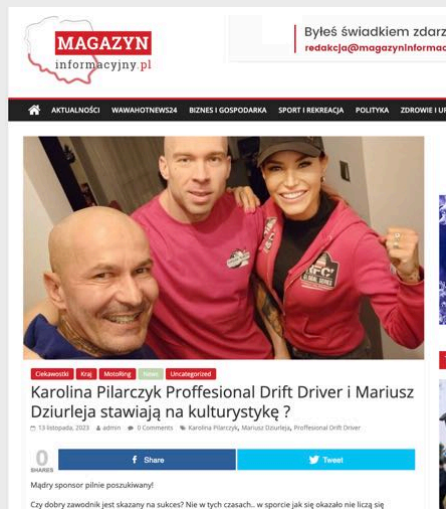 MAGAZYN
informacyjny.pl
Byłeś świadkiem zdarz
redakcja@magazyninformac
AKTUALNOŚCI WAWAHOTNEWS24 BIZNES I GOSPODARKA SPORT I REKREACJA POLITYKA ZDROWIE I UR
Ciekawostki Kraj MotoRing News Uncategorized
Karolina Pilarczyk Proffesional Drift Driver i Mariusz
Dziurleja stawiają na kulturystykę ?
13 listopada, 2023 admin 0 Comments Karolina Pilarczyk, Mariusz Dziurleja, Proffesional Drift Driver
0
SHARES
Share
Tweet
Mądry sponsor pilnie poszukiwany!
Czy dobry zawodnik jest skazany na sukces? Nie w tych czasach.. w sporcie jak się okazało nie liczą się